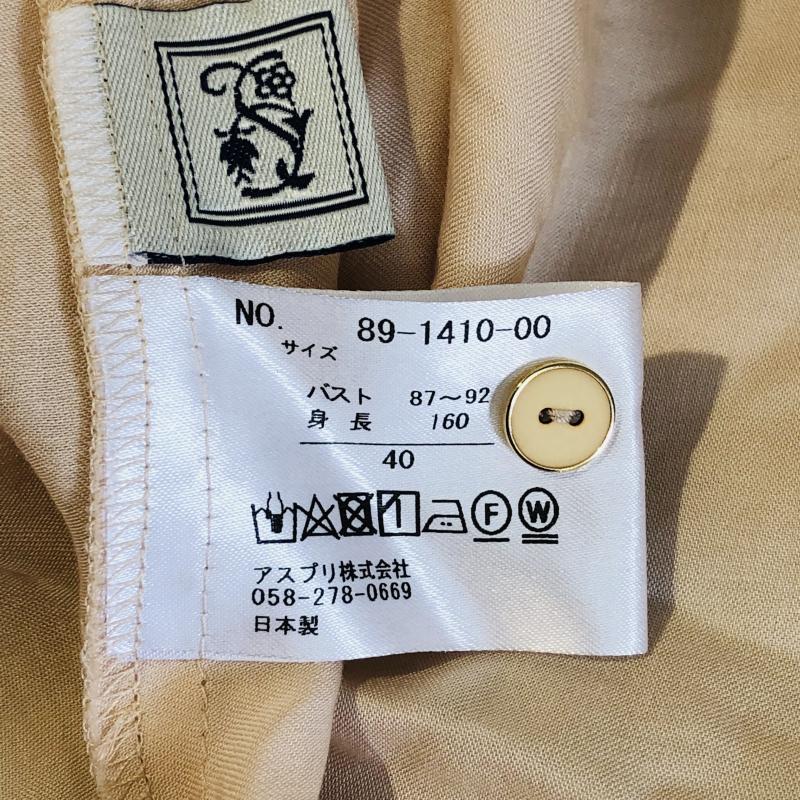 NO. 89-1410-00
サイズ
バスト 87～92
身長 160
40
F W
アスプリ株式会社
058-278-0669
日本製